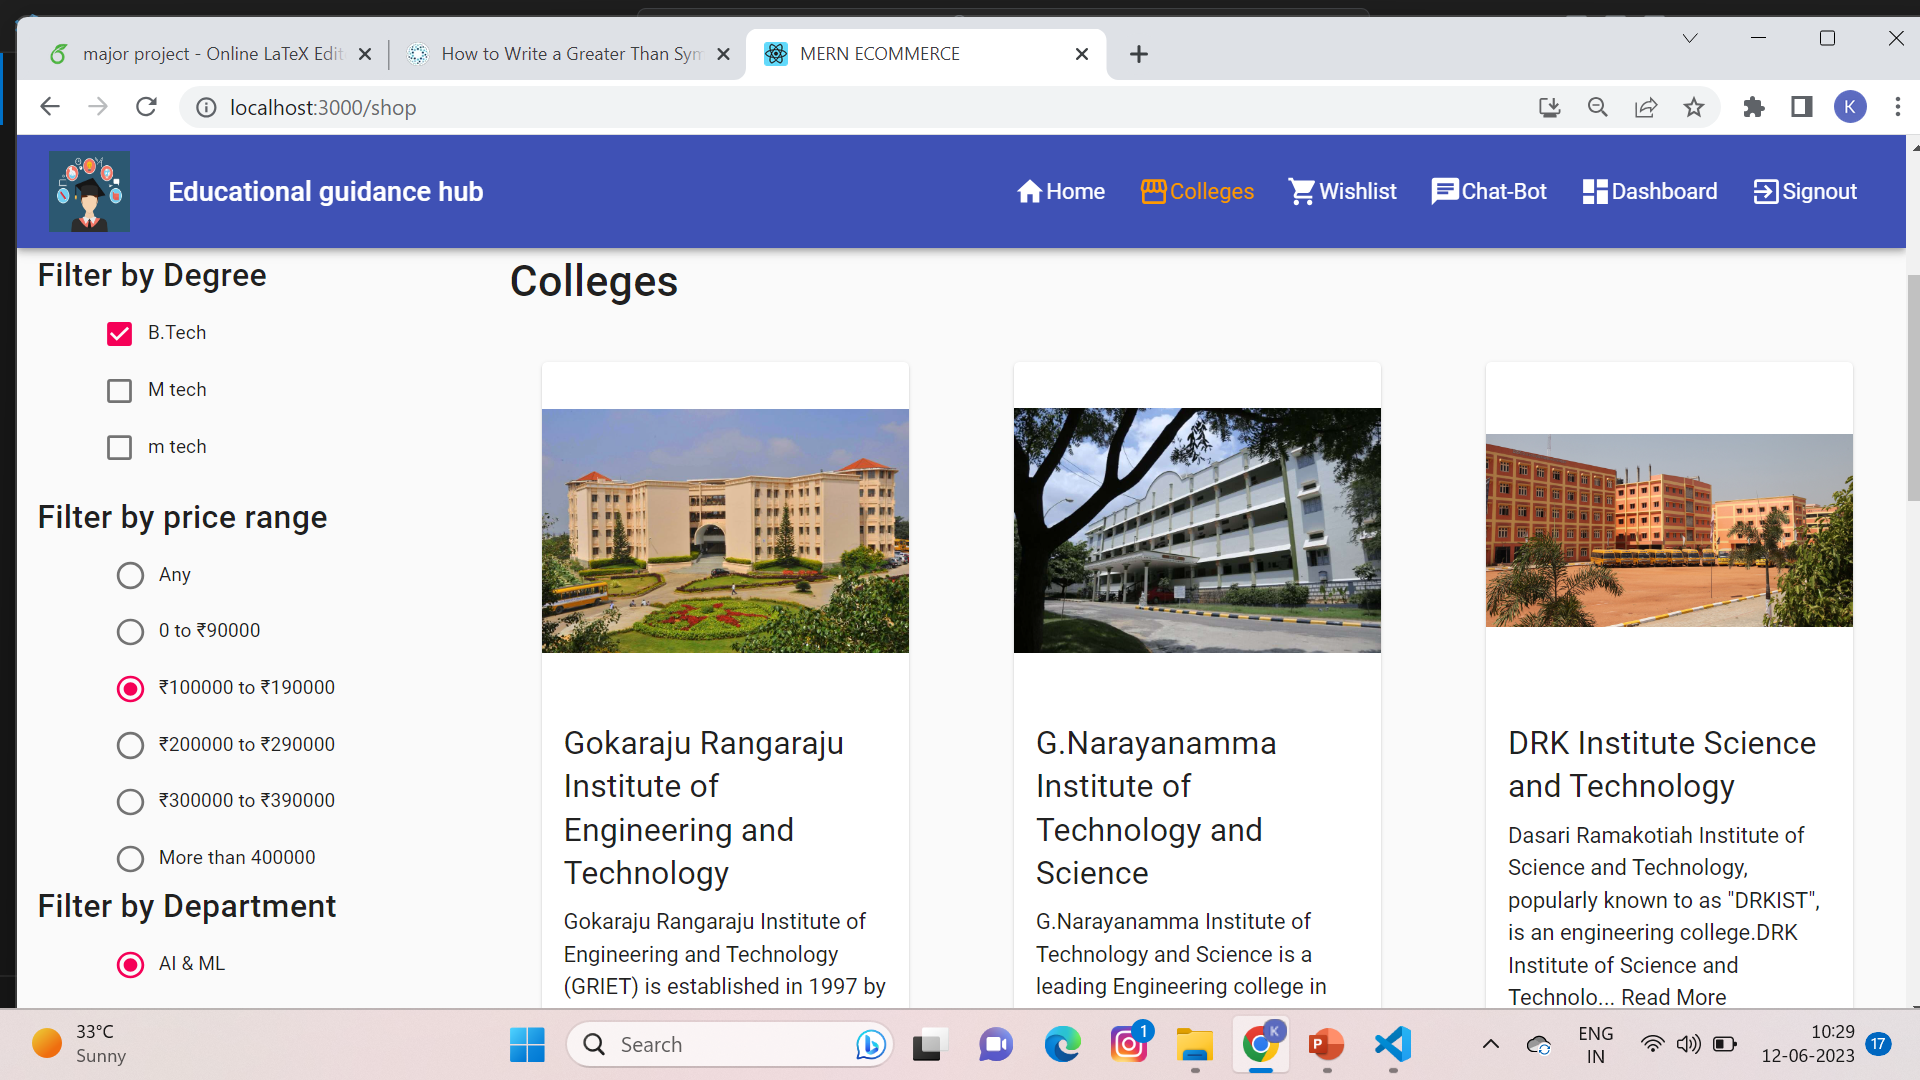 major project - Online LaTeX Edit
How to Write a Greater Than Sym
MERN ECOMMERCE
localhost:3000/shop
K
Educational guidance hub
Home
Colleges
Wishlist
Chat-Bot
Dashboard
Signout
Filter by Degree
B.Tech
M tech
m tech
Filter by price range
Any
0 to ₹90000
₹100000 to ₹190000
₹200000 to ₹290000
₹300000 to ₹390000
More than 400000
Filter by Department
AI & ML
Colleges
Gokaraju Rangaraju
Institute of
Engineering and
Technology
Gokaraju Rangaraju Institute of
Engineering and Technology
(GRIET) is established in 1997 by
G.Narayanamma
Institute of
Technology and
Science
G.Narayanamma Institute of
Technology and Science is a
leading Engineering college in
DRK Institute Science
and Technology
Dasari Ramakotiah Institute of
Science and Technology,
popularly known to as "DRKIST",
is an engineering college.DRK
Institute of Science and
Technolo... Read More
33°C
Sunny
Search
1
K
P
ENG
IN
10:29
12-06-2023
17